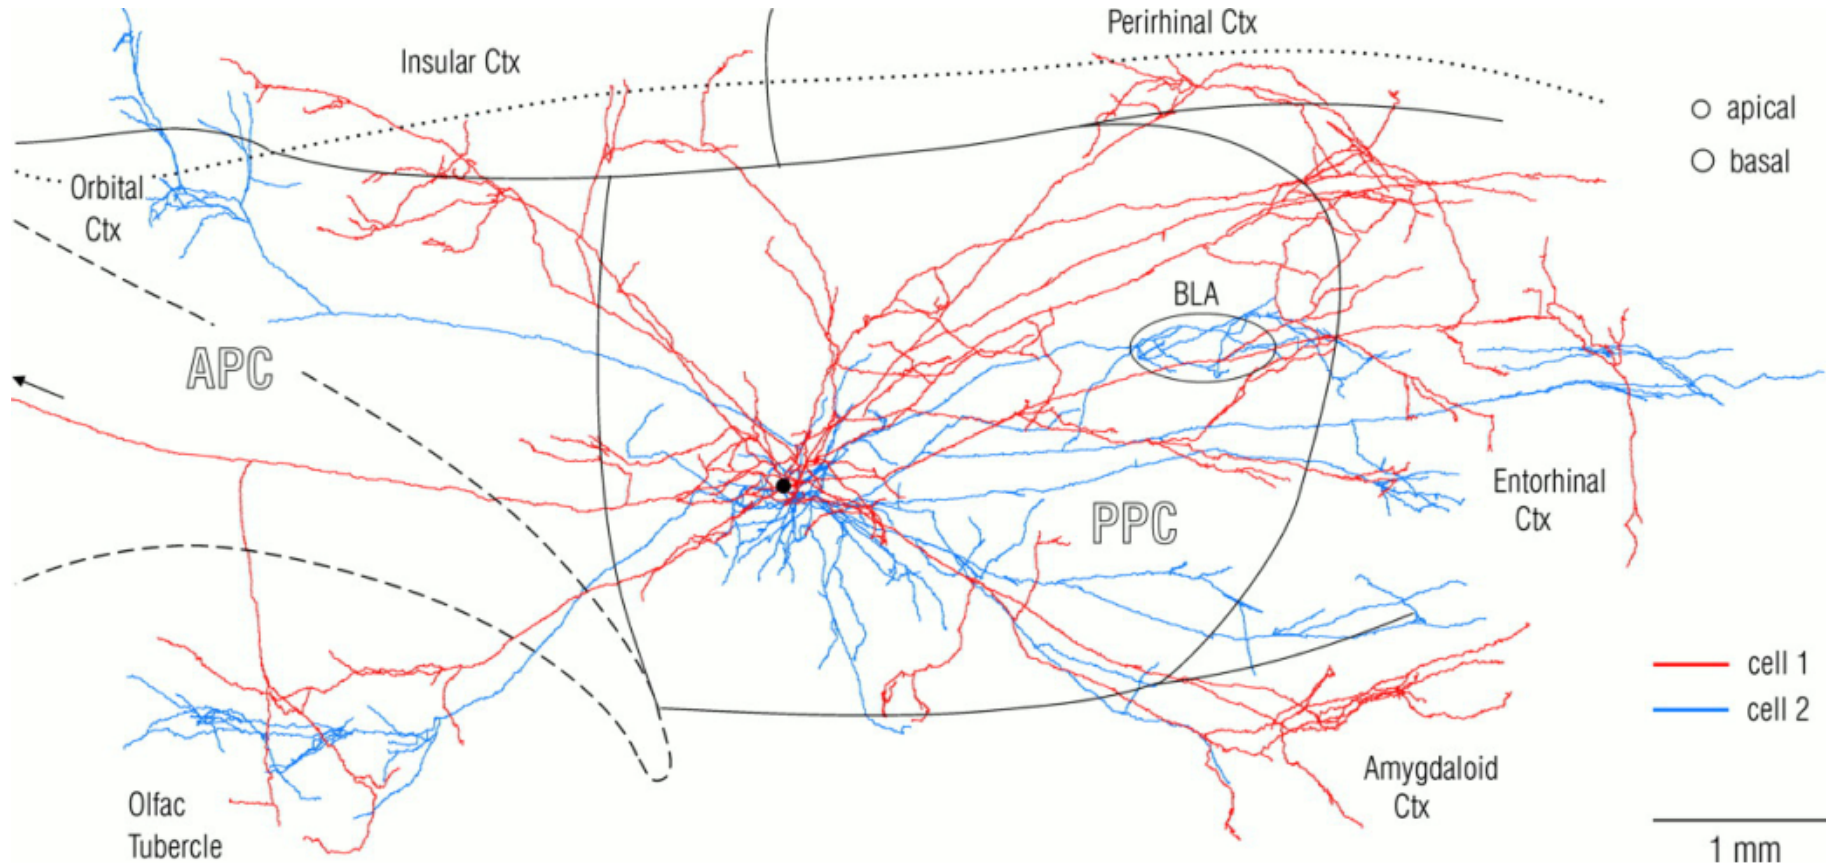 Perirhinal Ctx
Insular Ctx
apical
basal
Orbital
Ctx
BLA
APC
Entorhinal
Ctx
PPC
cell 1
cell 2
Amygdaloid
Ctx
Olfac
Tubercle
1 mm